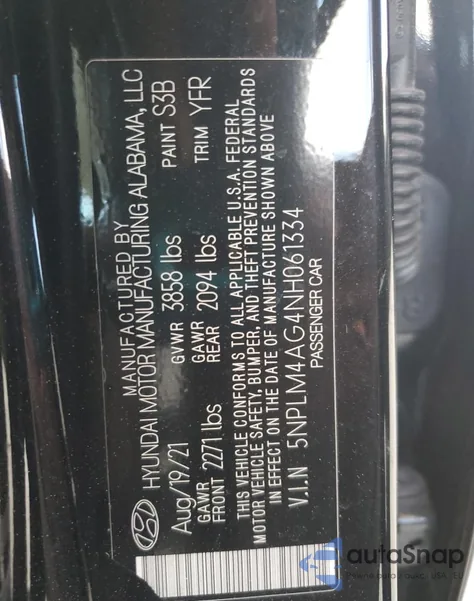 MANUFACTURED BY
HYUNDAI MOTOR MANUFACTURING ALABAMA, LLC
Aug/19/21 GVWR 3858 lbs PAINT S3B
GAWR FRONT 2271 lbs GAWR REAR 2094 lbs TRIM YFR
THIS VEHICLE CONFORMS TO ALL APPLICABLE U.S.A. FEDERAL
MOTOR VEHICLE SAFETY, BUMPER, AND THEFT PREVENTION STANDARDS
IN EFFECT ON THE DATE OF MANUFACTURE SHOWN ABOVE
V.I.N 5NPLM4AG4NH061334
PASSENGER CAR
autoSnap